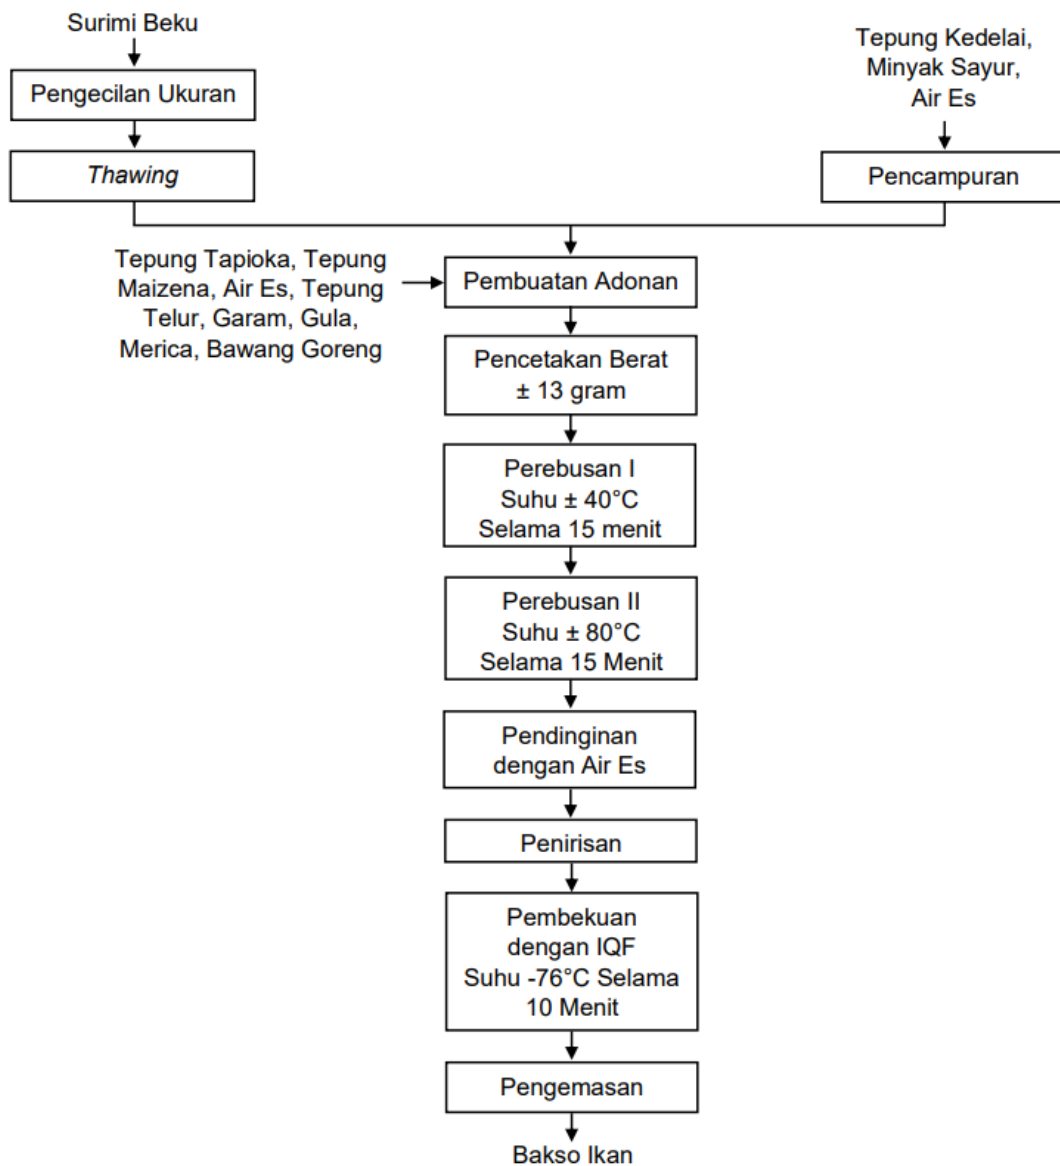 Surimi Beku
Pengecilan Ukuran
Thawing
Tepung Kedelai,
Minyak Sayur,
Air Es
Pencampuran
Tepung Tapioka, Tepung
Maizena, Air Es, Tepung
Telur, Garam, Gula,
Merica, Bawang Goreng
Pembuatan Adonan
Pencetakan Berat
± 13 gram
Perebusan I
Suhu ± 40°C
Selama 15 menit
Perebusan II
Suhu ± 80°C
Selama 15 Menit
Pendinginan
dengan Air Es
Penirisan
Pembekuan
dengan IQF
Suhu -76°C Selama
10 Menit
Pengemasan
Bakso Ikan